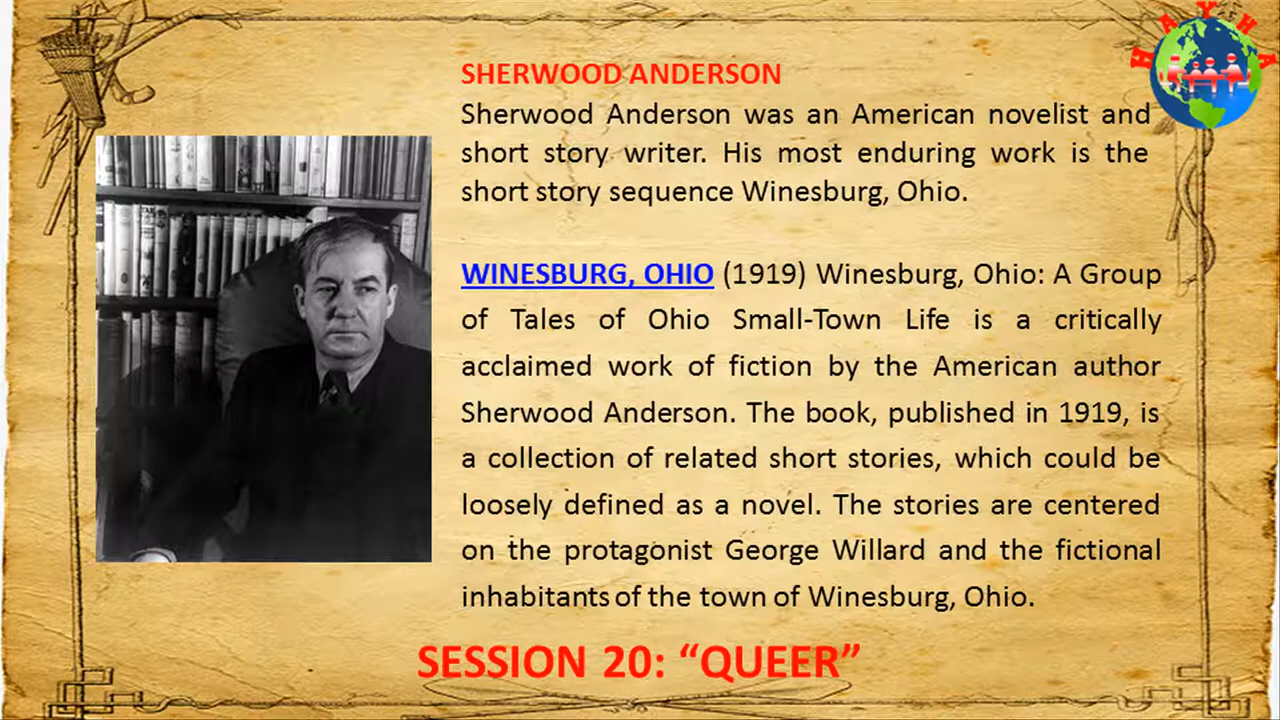 HAYHA
SHERWOOD ANDERSON
Sherwood Anderson was an American novelist and
short story writer. His most enduring work is the
short story sequence Winesburg, Ohio.
WINESBURG, OHIO (1919) Winesburg, Ohio: A Group
of Tales of Ohio Small-Town Life is a critically
acclaimed work of fiction by the American author
Sherwood Anderson. The book, published in 1919, is
a collection of related short stories, which could be
loosely defined as a novel. The stories are centered
on the protagonist George Willard and the fictional
inhabitants of the town of Winesburg, Ohio.
SESSION 20: “QUEER”